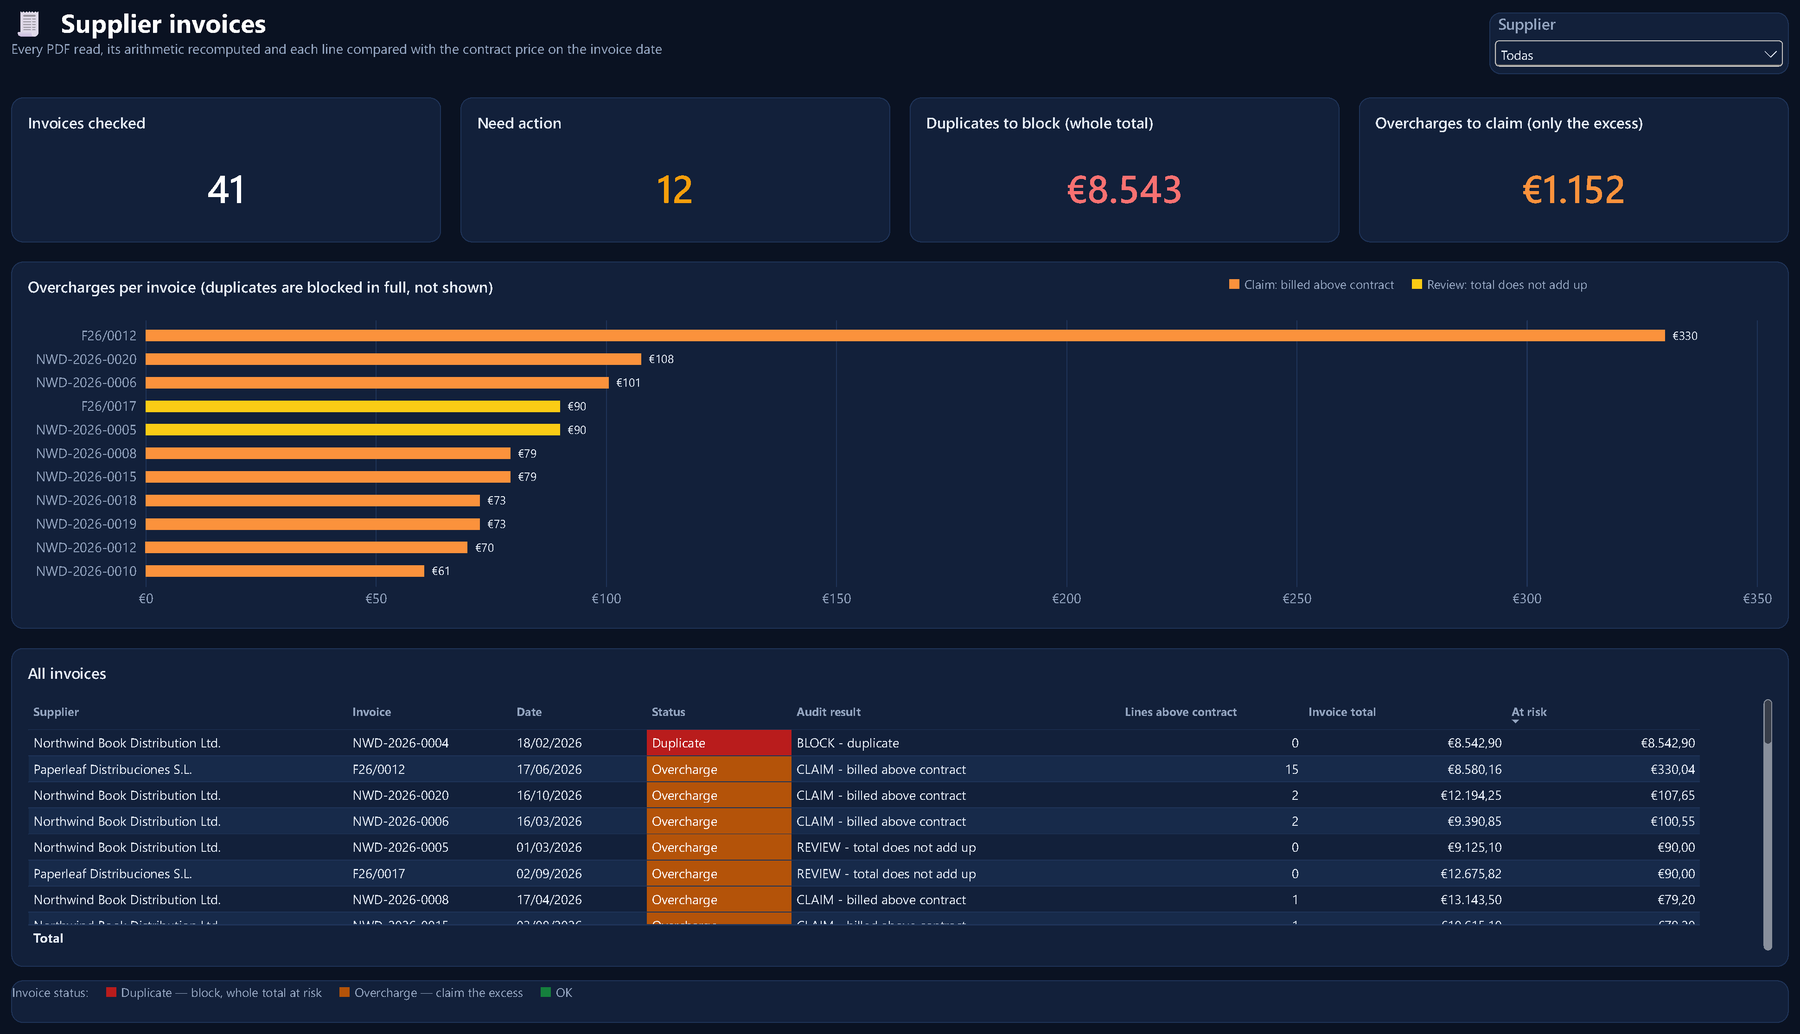 Supplier invoices
Every PDF read, its arithmetic recomputed and each line compared with the contract price on the invoice date
Supplier
Todas
Invoices checked
41
Need action
12
Duplicates to block (whole total)
€8.543
Overcharges to claim (only the excess)
€1.152
Overcharges per invoice (duplicates are blocked in full, not shown)
Claim: billed above contract
Review: total does not add up
F26/0012 €330
NWD-2026-0020 €108
NWD-2026-0006 €101
F26/0017 €90
NWD-2026-0005 €90
NWD-2026-0008 €79
NWD-2026-0015 €79
NWD-2026-0018 €73
NWD-2026-0019 €73
NWD-2026-0012 €70
NWD-2026-0010 €61
€0 €50 €100 €150 €200 €250 €300 €350
All invoices
Supplier Invoice Date Status Audit result Lines above contract Invoice total At risk
Northwind Book Distribution Ltd. NWD-2026-0004 18/02/2026 Duplicate BLOCK - duplicate 0 €8.542,90 €8.542,90
Paperleaf Distribuciones S.L. F26/0012 17/06/2026 Overcharge CLAIM - billed above contract 15 €8.580,16 €330,04
Northwind Book Distribution Ltd. NWD-2026-0020 16/10/2026 Overcharge CLAIM - billed above contract 2 €12.194,25 €107,65
Northwind Book Distribution Ltd. NWD-2026-0006 16/03/2026 Overcharge CLAIM - billed above contract 2 €9.390,85 €100,55
Northwind Book Distribution Ltd. NWD-2026-0005 01/03/2026 Overcharge REVIEW - total does not add up 0 €9.125,10 €90,00
Paperleaf Distribuciones S.L. F26/0017 02/09/2026 Overcharge REVIEW - total does not add up 0 €12.675,82 €90,00
Northwind Book Distribution Ltd. NWD-2026-0008 17/04/2026 Overcharge CLAIM - billed above contract 1 €13.143,50 €79,20
Northwind Book Distribution Ltd. NWD-2026-0015 Overcharge CLAIM - billed above contract 1
Total
Invoice status: Duplicate — block, whole total at risk Overcharge — claim the excess OK